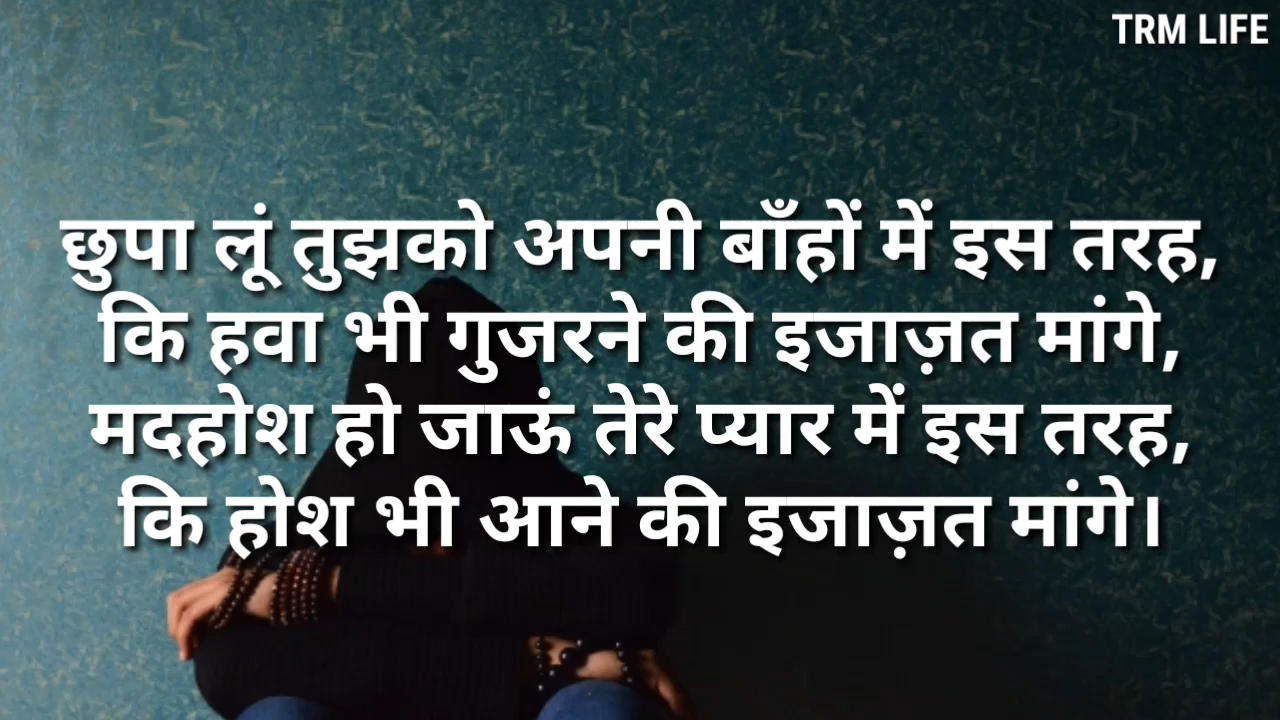 TRM LIFE
छुपा लूं तुझको अपनी बाँहों में इस तरह,
कि हवा भी गुजरने की इजाज़त मांगे,
मदहोश हो जाऊं तेरे प्यार में इस तरह,
कि होश भी आने की इजाज़त मांगे।